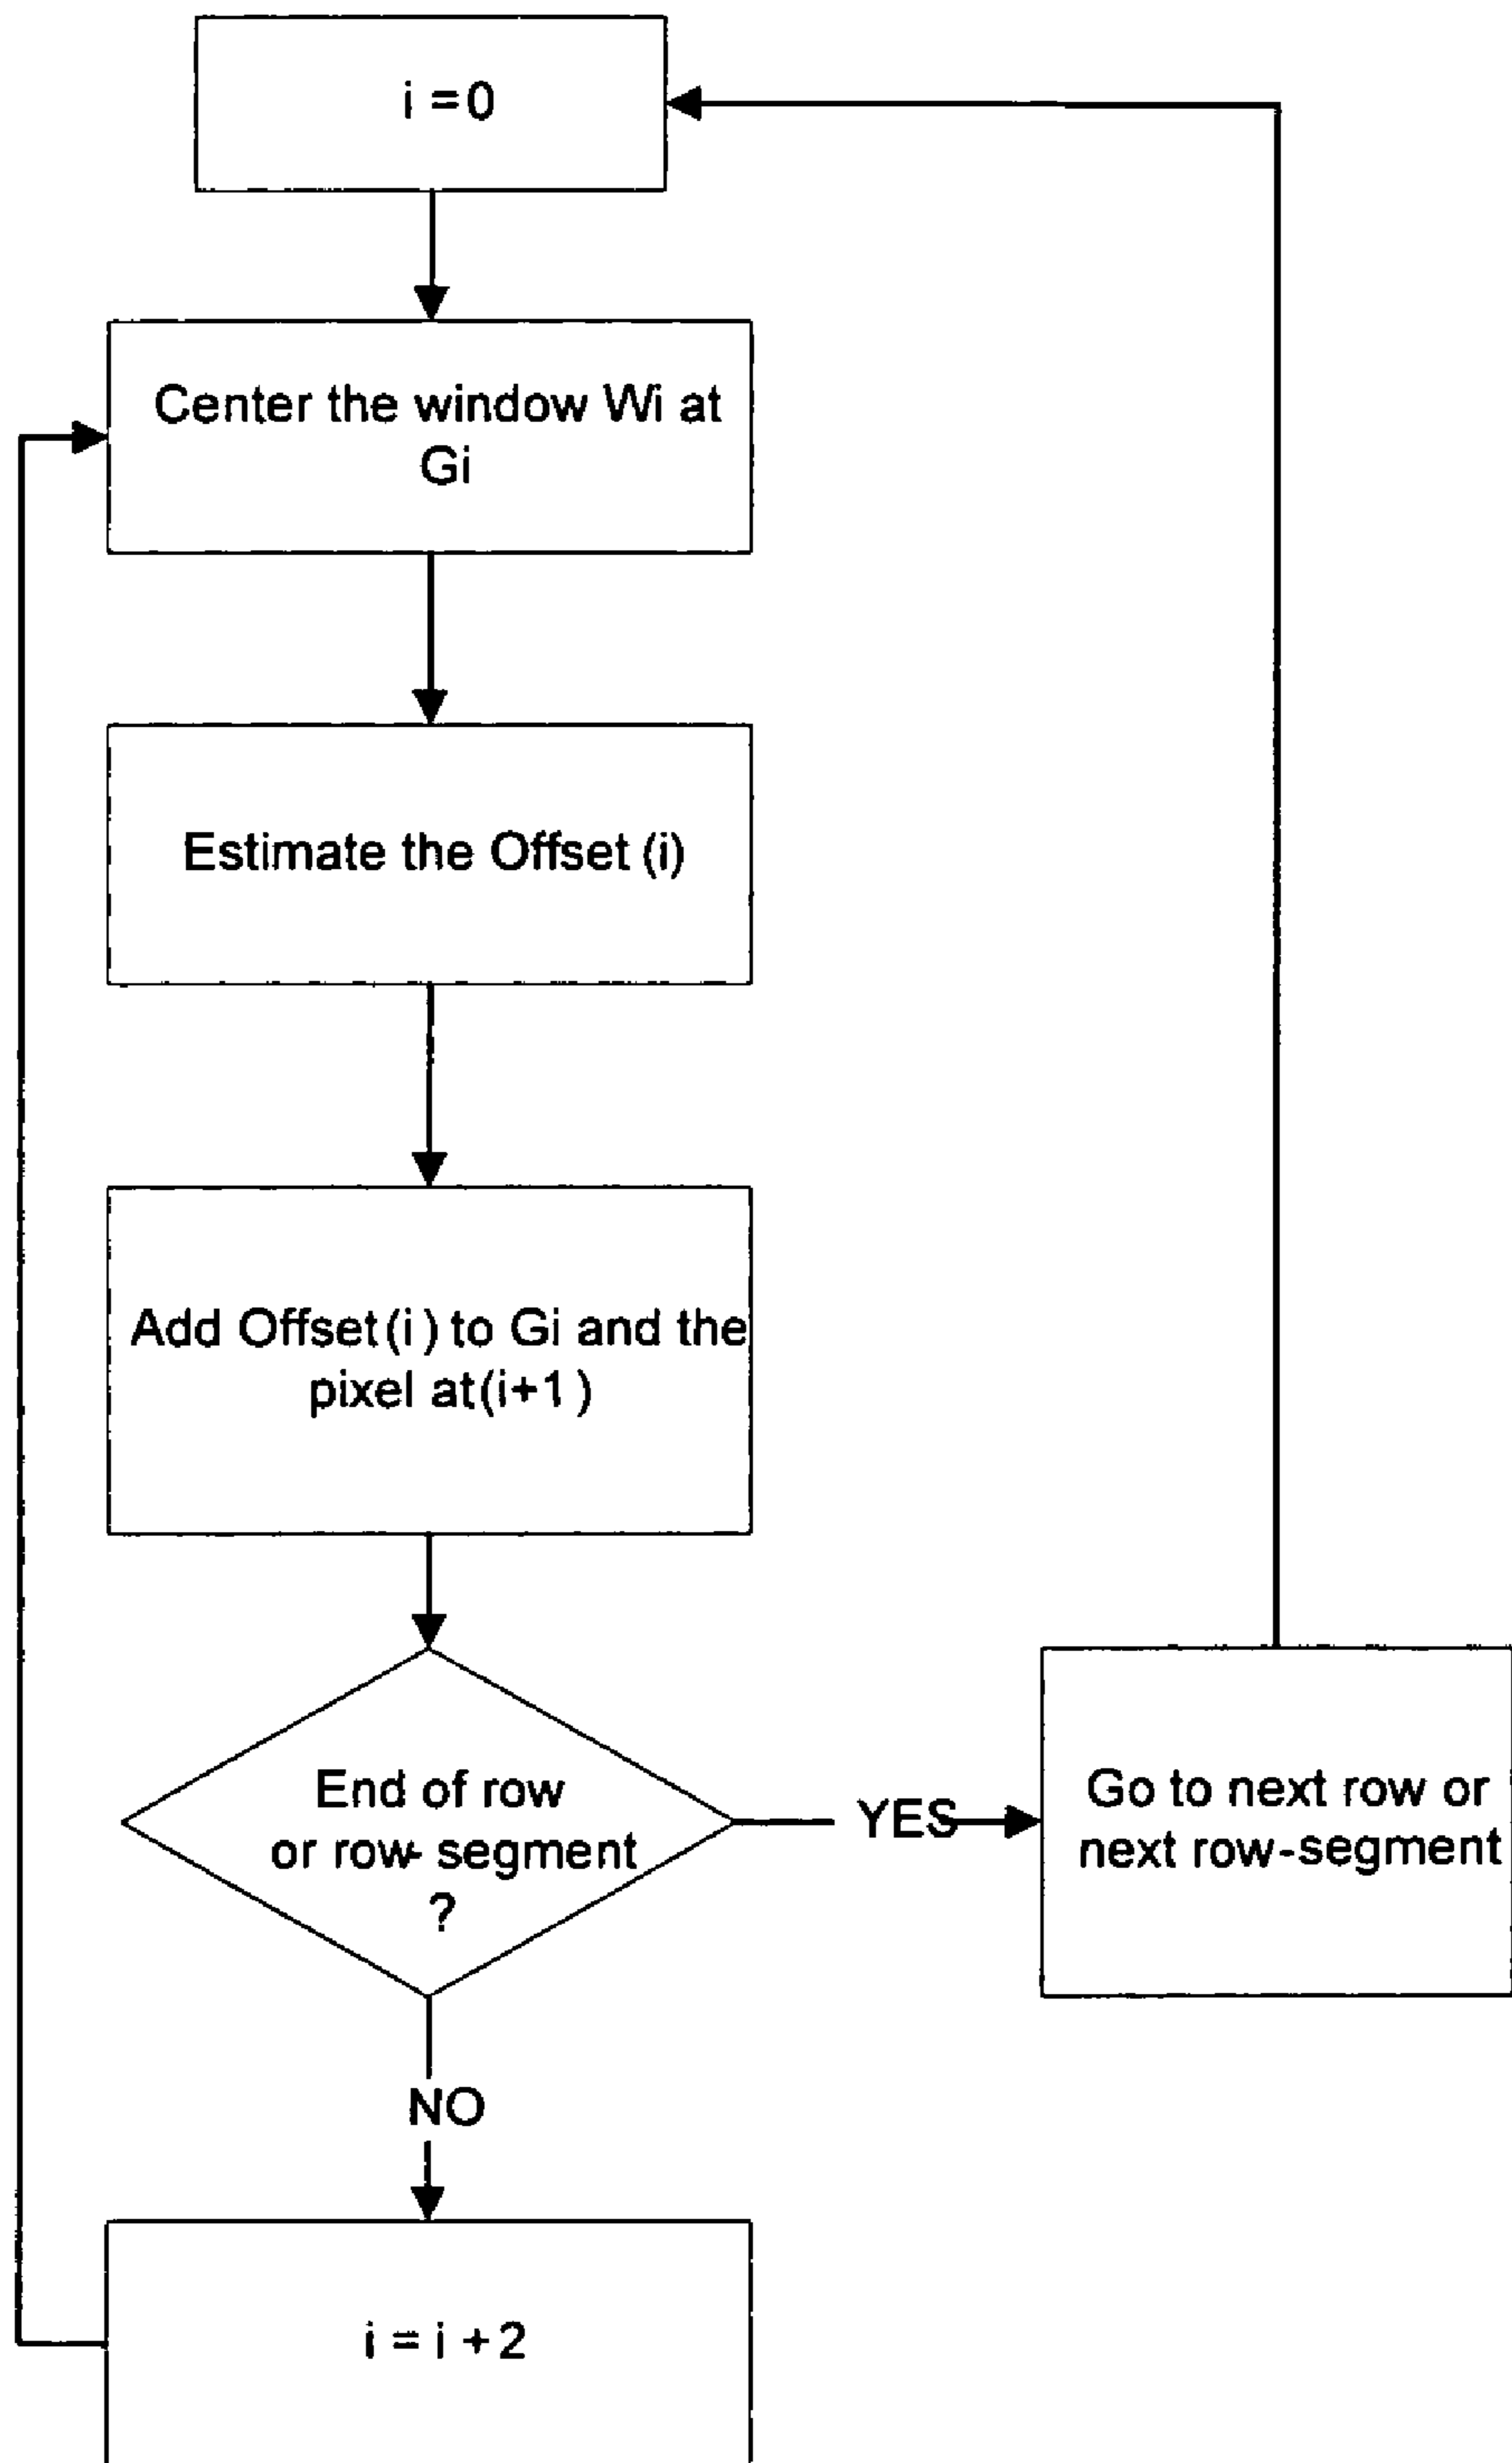 i =0
Center the window Wi at
Gi
Estimate the Offset (i)
Add Offset(i ) to Gi and the
pixel at(i+1 )
End of row
or row- segment
?
YES
Go to next row or
next row-segment
NO
i = i +2